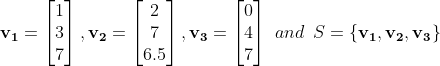 v₁ = [1 3 7], v₂ = [2 7 6.5], v₃ = [0 4 7] and S = {v₁, v₂, v₃}